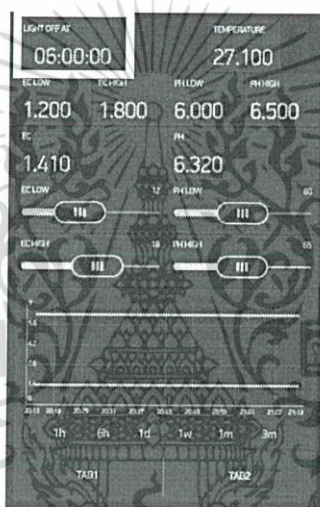 LIGHT OFF AT TEMPERATURE
06:00:00 27.100
EC LOW EC HIGH PH LOW PH HIGH
1.200 1.800 6.000 6.500
EC PH
1.410 6.320
EC LOW 12 PH LOW 60
EC HIGH 18 PH HIGH 65
1h 6h 1d 1w 1m 3m
TAB1 TAB2